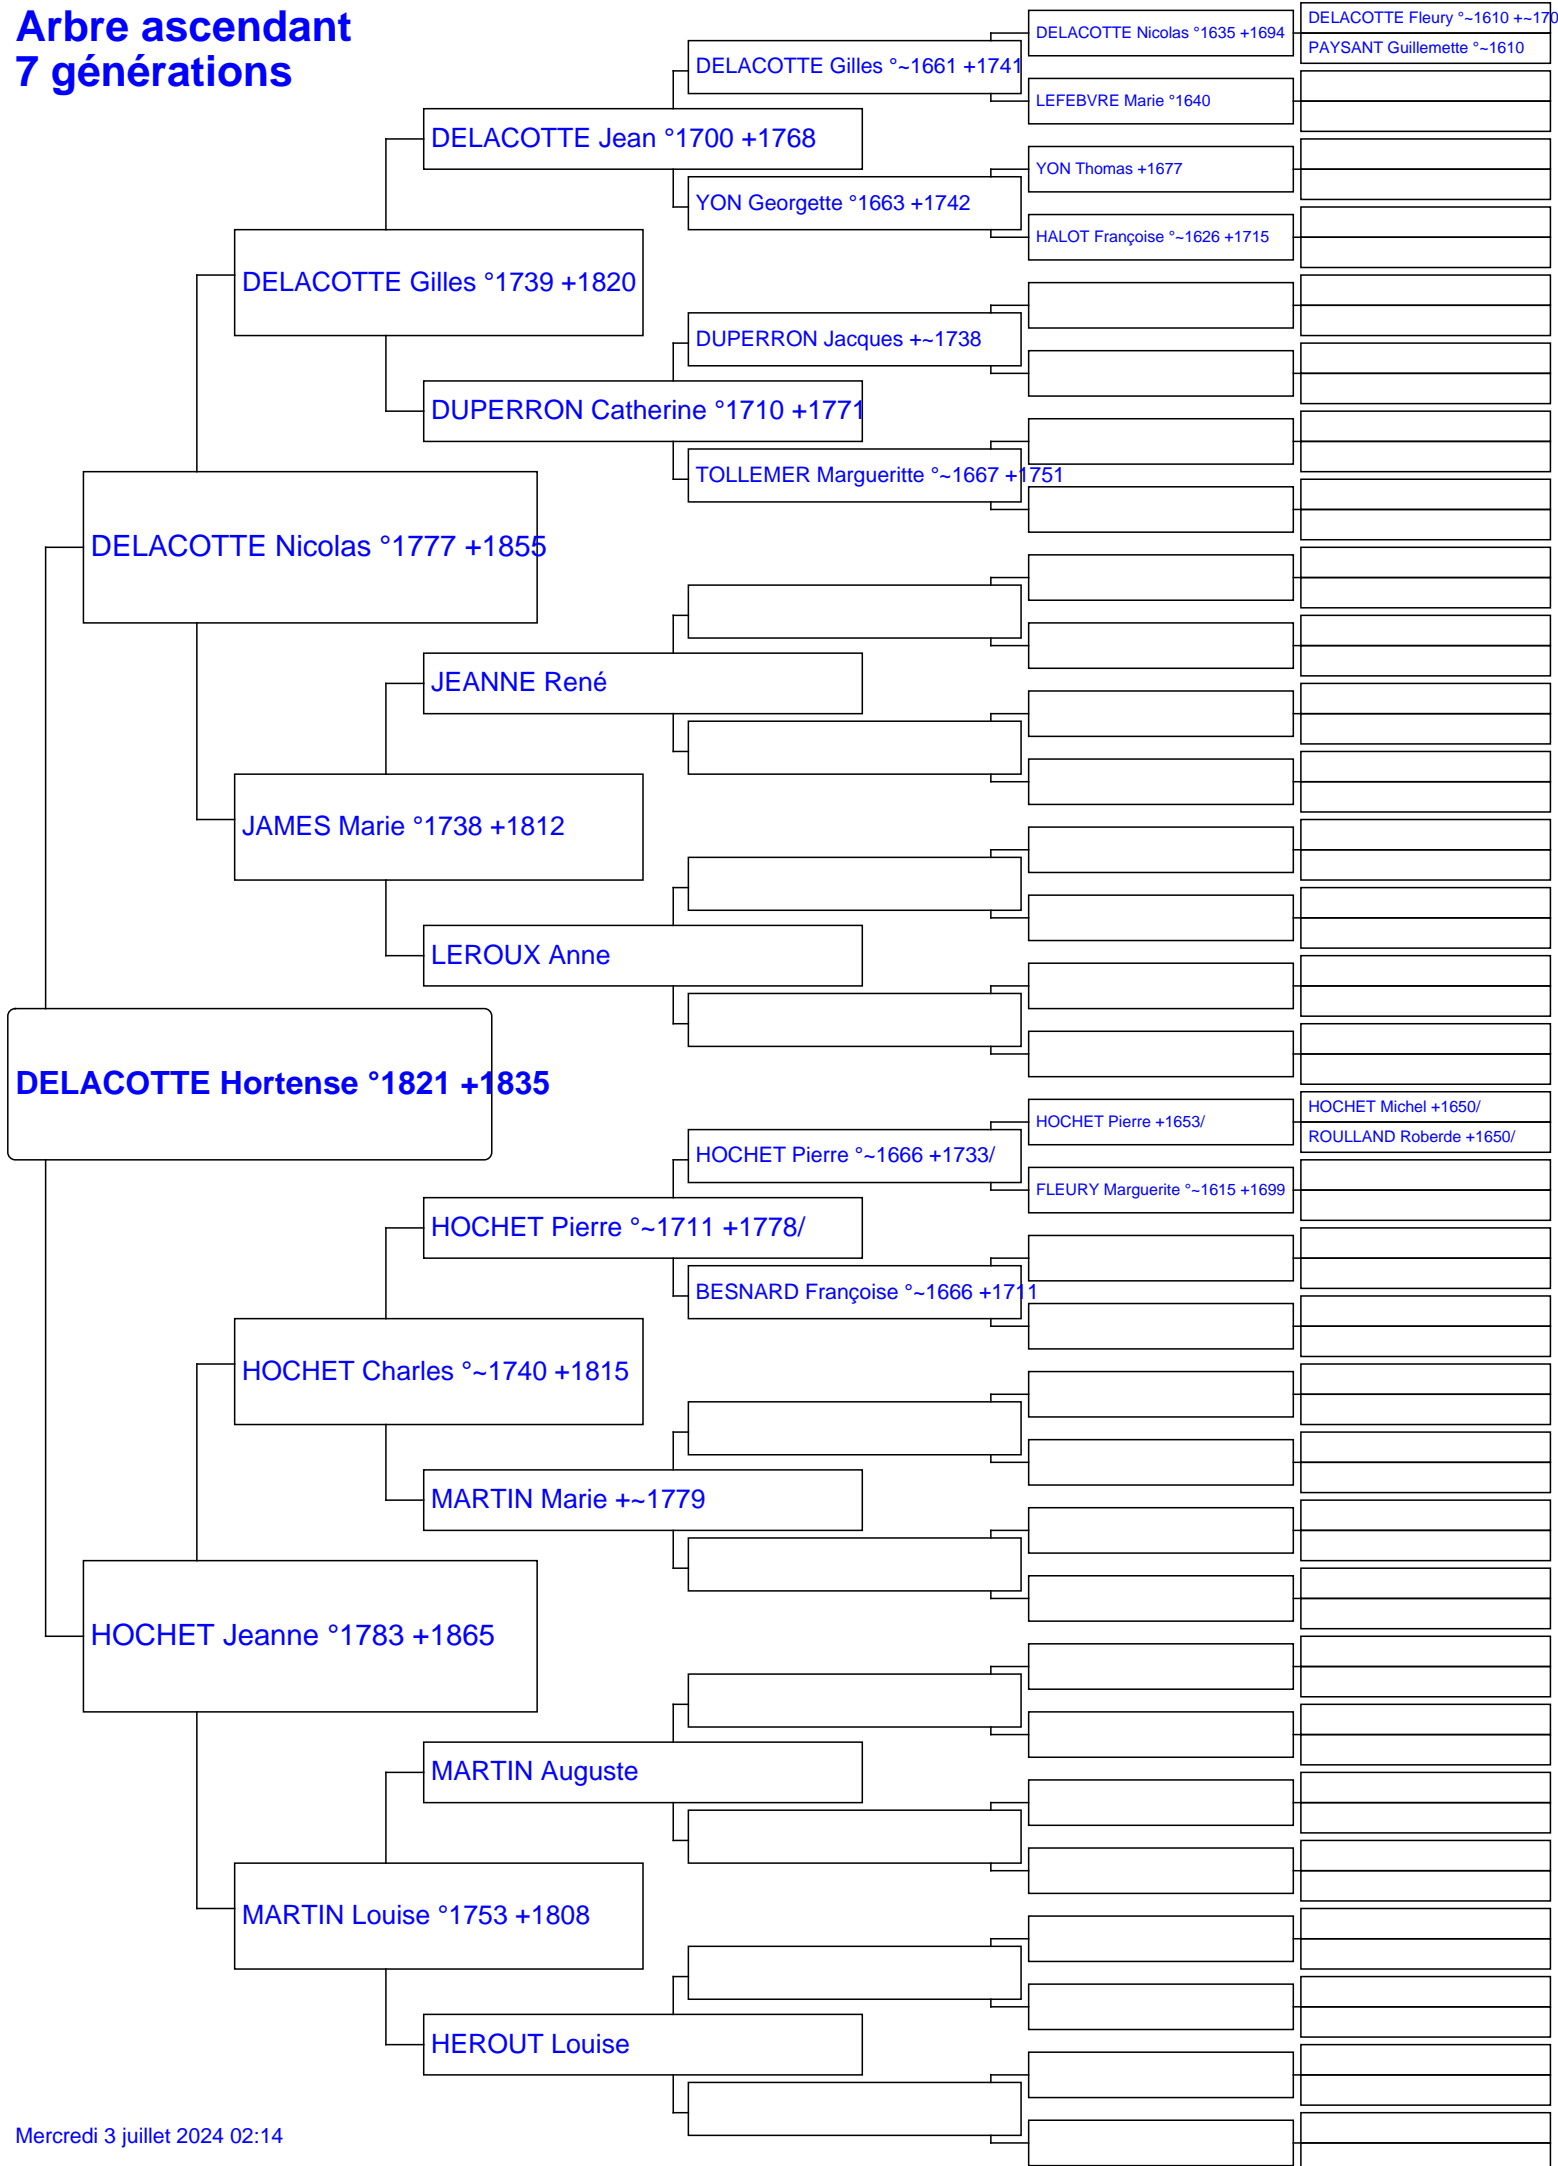 Arbre ascendant
7 générations
DELACOTTE Fleury °~1610 +~170
DELACOTTE Nicolas °1635 +1694
PAYSANT Guillemette °~1610
DELACOTTE Gilles °~1661 +1741
LEFEBVRE Marie °1640
DELACOTTE Jean °1700 +1768
YON Thomas +1677
YON Georgette °1663 +1742
HALOT Françoise °~1626 +1715
DELACOTTE Gilles °1739 +1820
DUPERRON Jacques +~1738
DUPERRON Catherine °1710 +1771
TOLLEMER Margueritte °~1667 +1751
DELACOTTE Nicolas °1777 +1855
JEANNE René
JAMES Marie °1738 +1812
LEROUX Anne
DELACOTTE Hortense °1821 +1835
HOCHET Michel +1650/
HOCHET Pierre +1653/
ROULLAND Roberde +1650/
HOCHET Pierre °~1666 +1733/
FLEURY Marguerite °~1615 +1699
HOCHET Pierre °~1711 +1778/
BESNARD Françoise °~1666 +1711
HOCHET Charles °~1740 +1815
MARTIN Marie +~1779
HOCHET Jeanne °1783 +1865
MARTIN Auguste
MARTIN Louise °1753 +1808
HEROUT Louise
Mercredi 3 juillet 2024 02:14